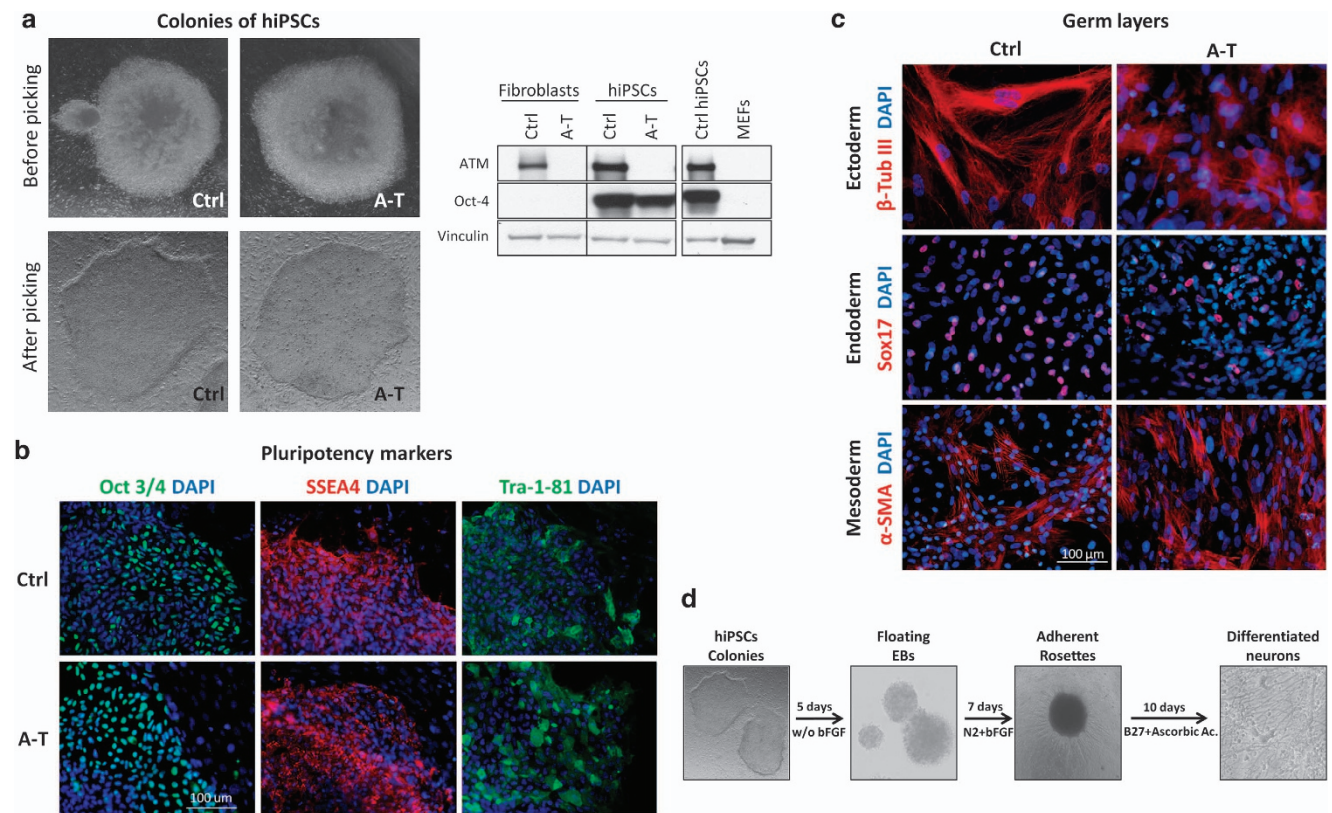 a
Colonies of hiPSCs
Before picking
Ctrl
A-T
After picking
Ctrl
A-T
Fibroblasts
hiPSCs
Ctrl
A-T
Ctrl
A-T
Ctrl hiPSCs
MEFs
ATM
Oct-4
Vinculin
b
Pluripotency markers
Oct 3/4 DAPI
SSEA4 DAPI
Tra-1-81 DAPI
Ctrl
A-T
100 um
c
Germ layers
Ctrl
A-T
Ectoderm
β-Tub III DAPI
Endoderm
Sox17 DAPI
Mesoderm
α-SMA DAPI
100 µm
d
hiPSCs
Colonies
5 days
w/o bFGF
Floating
EBs
7 days
N2+bFGF
Adherent
Rosettes
10 days
B27+Ascorbic Ac.
Differentiated
neurons